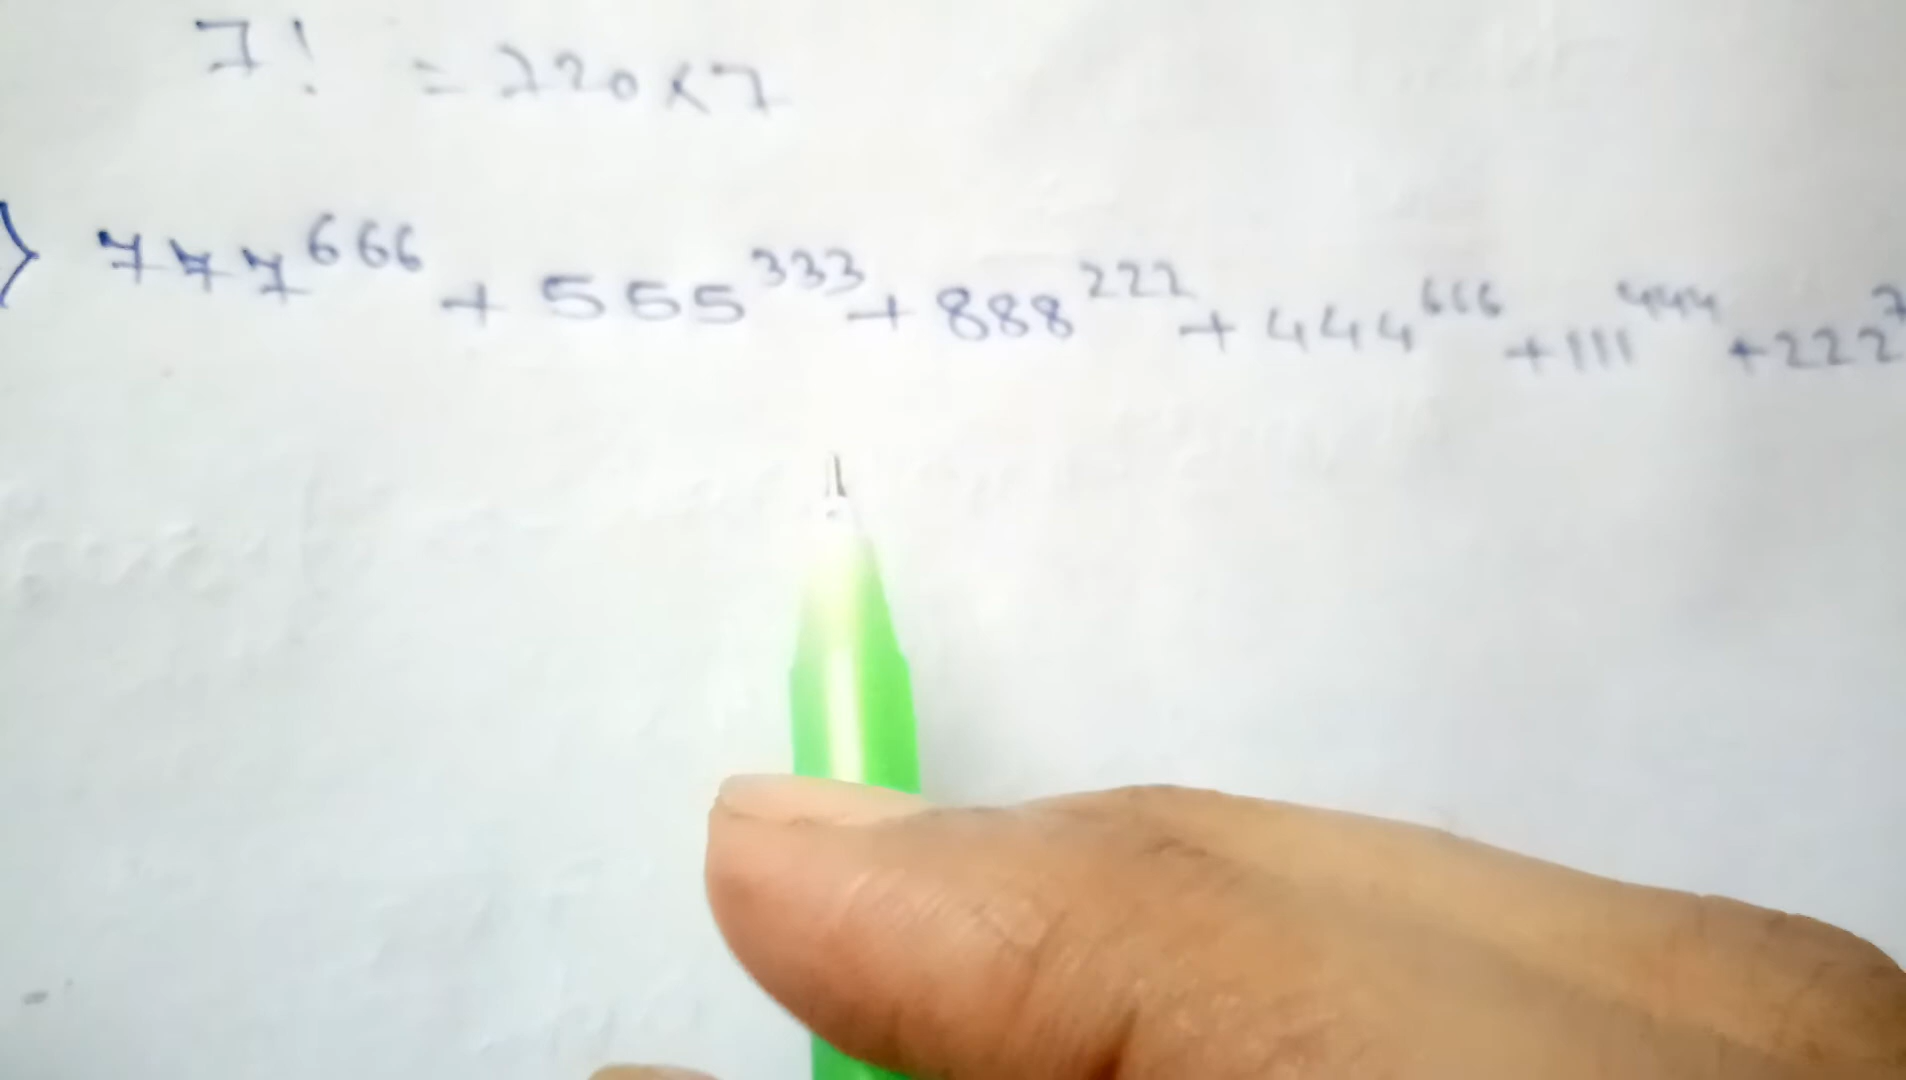 7! = 720×7
777^666 + 555^333 + 888^222 + 444^666 + 111^444 + 222^7